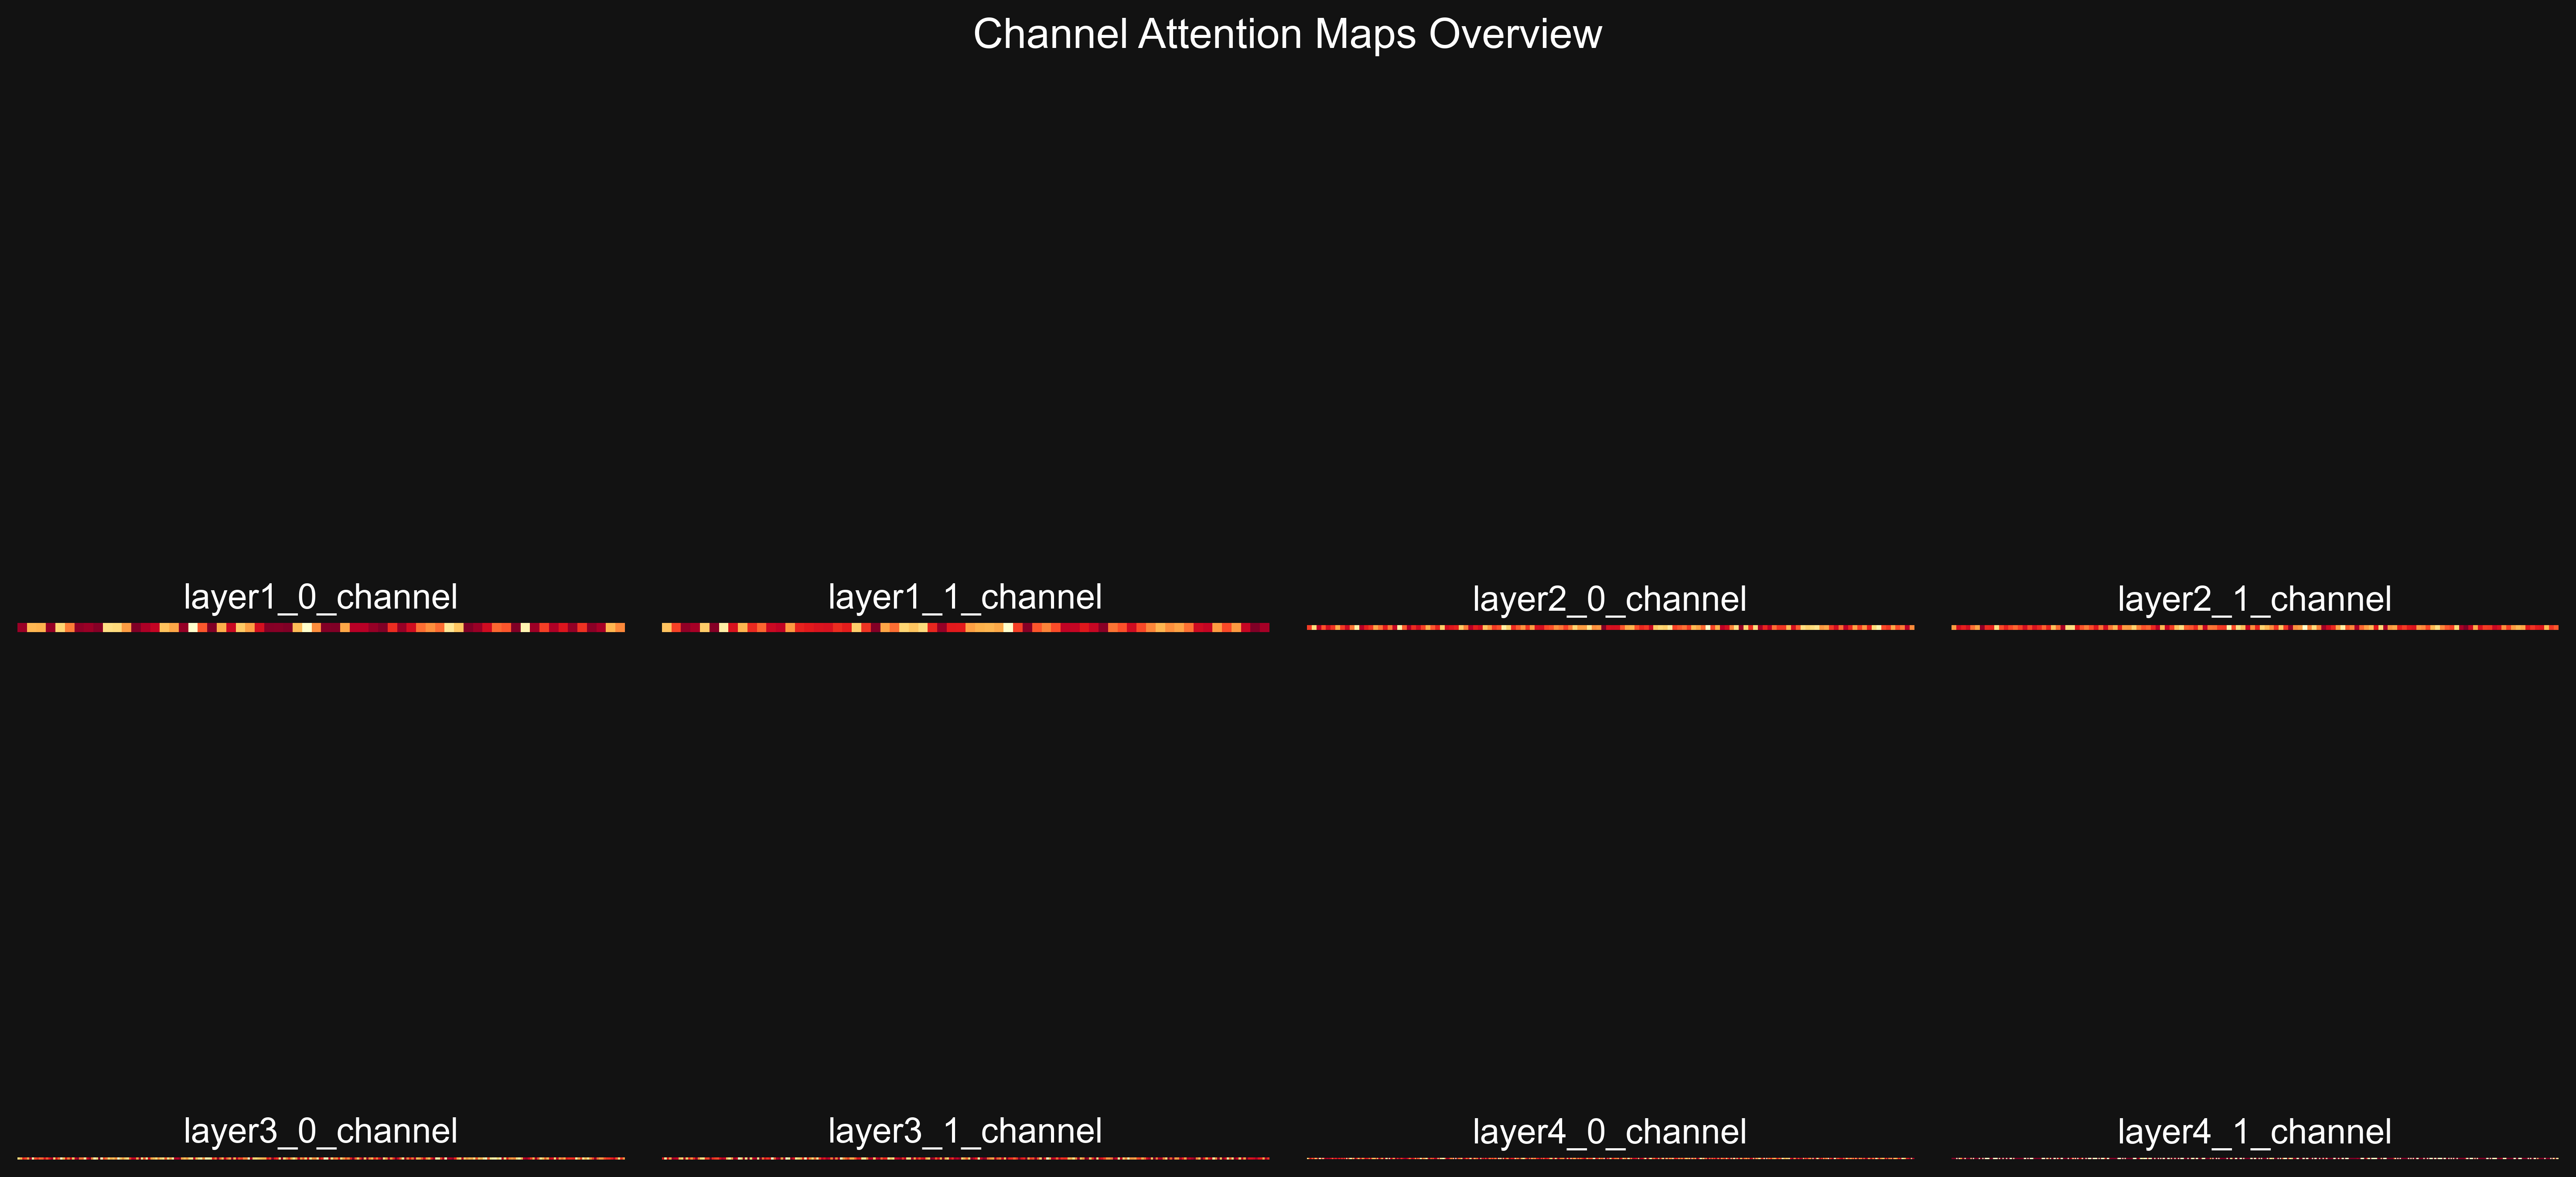 Channel Attention Maps Overview
layer1_0_channel
layer1_1_channel
layer2_0_channel
layer2_1_channel
layer3_0_channel
layer3_1_channel
layer4_0_channel
layer4_1_channel